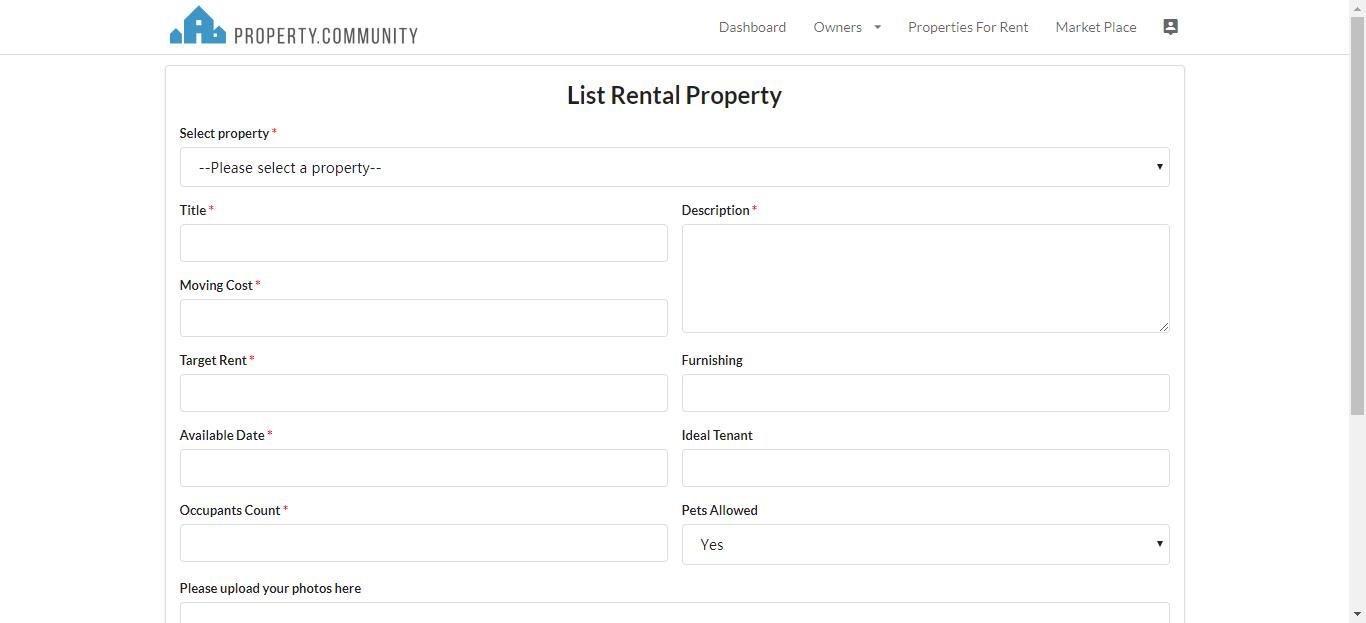 PROPERTY.COMMUNITY
Dashboard
Owners
Properties For Rent
Market Place
List Rental Property
Select property *
--Please select a property--
Title *
Description *
Moving Cost *
Target Rent *
Furnishing
Available Date *
Ideal Tenant
Occupants Count *
Pets Allowed
Yes
Please upload your photos here